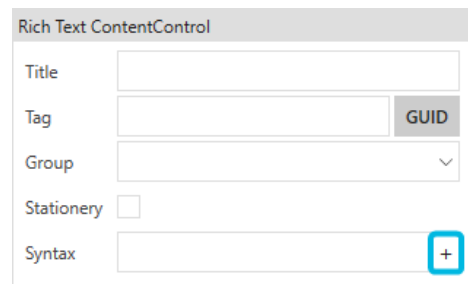 Rich Text ContentControl
Title
Tag GUID
Group
Stationery
Syntax +